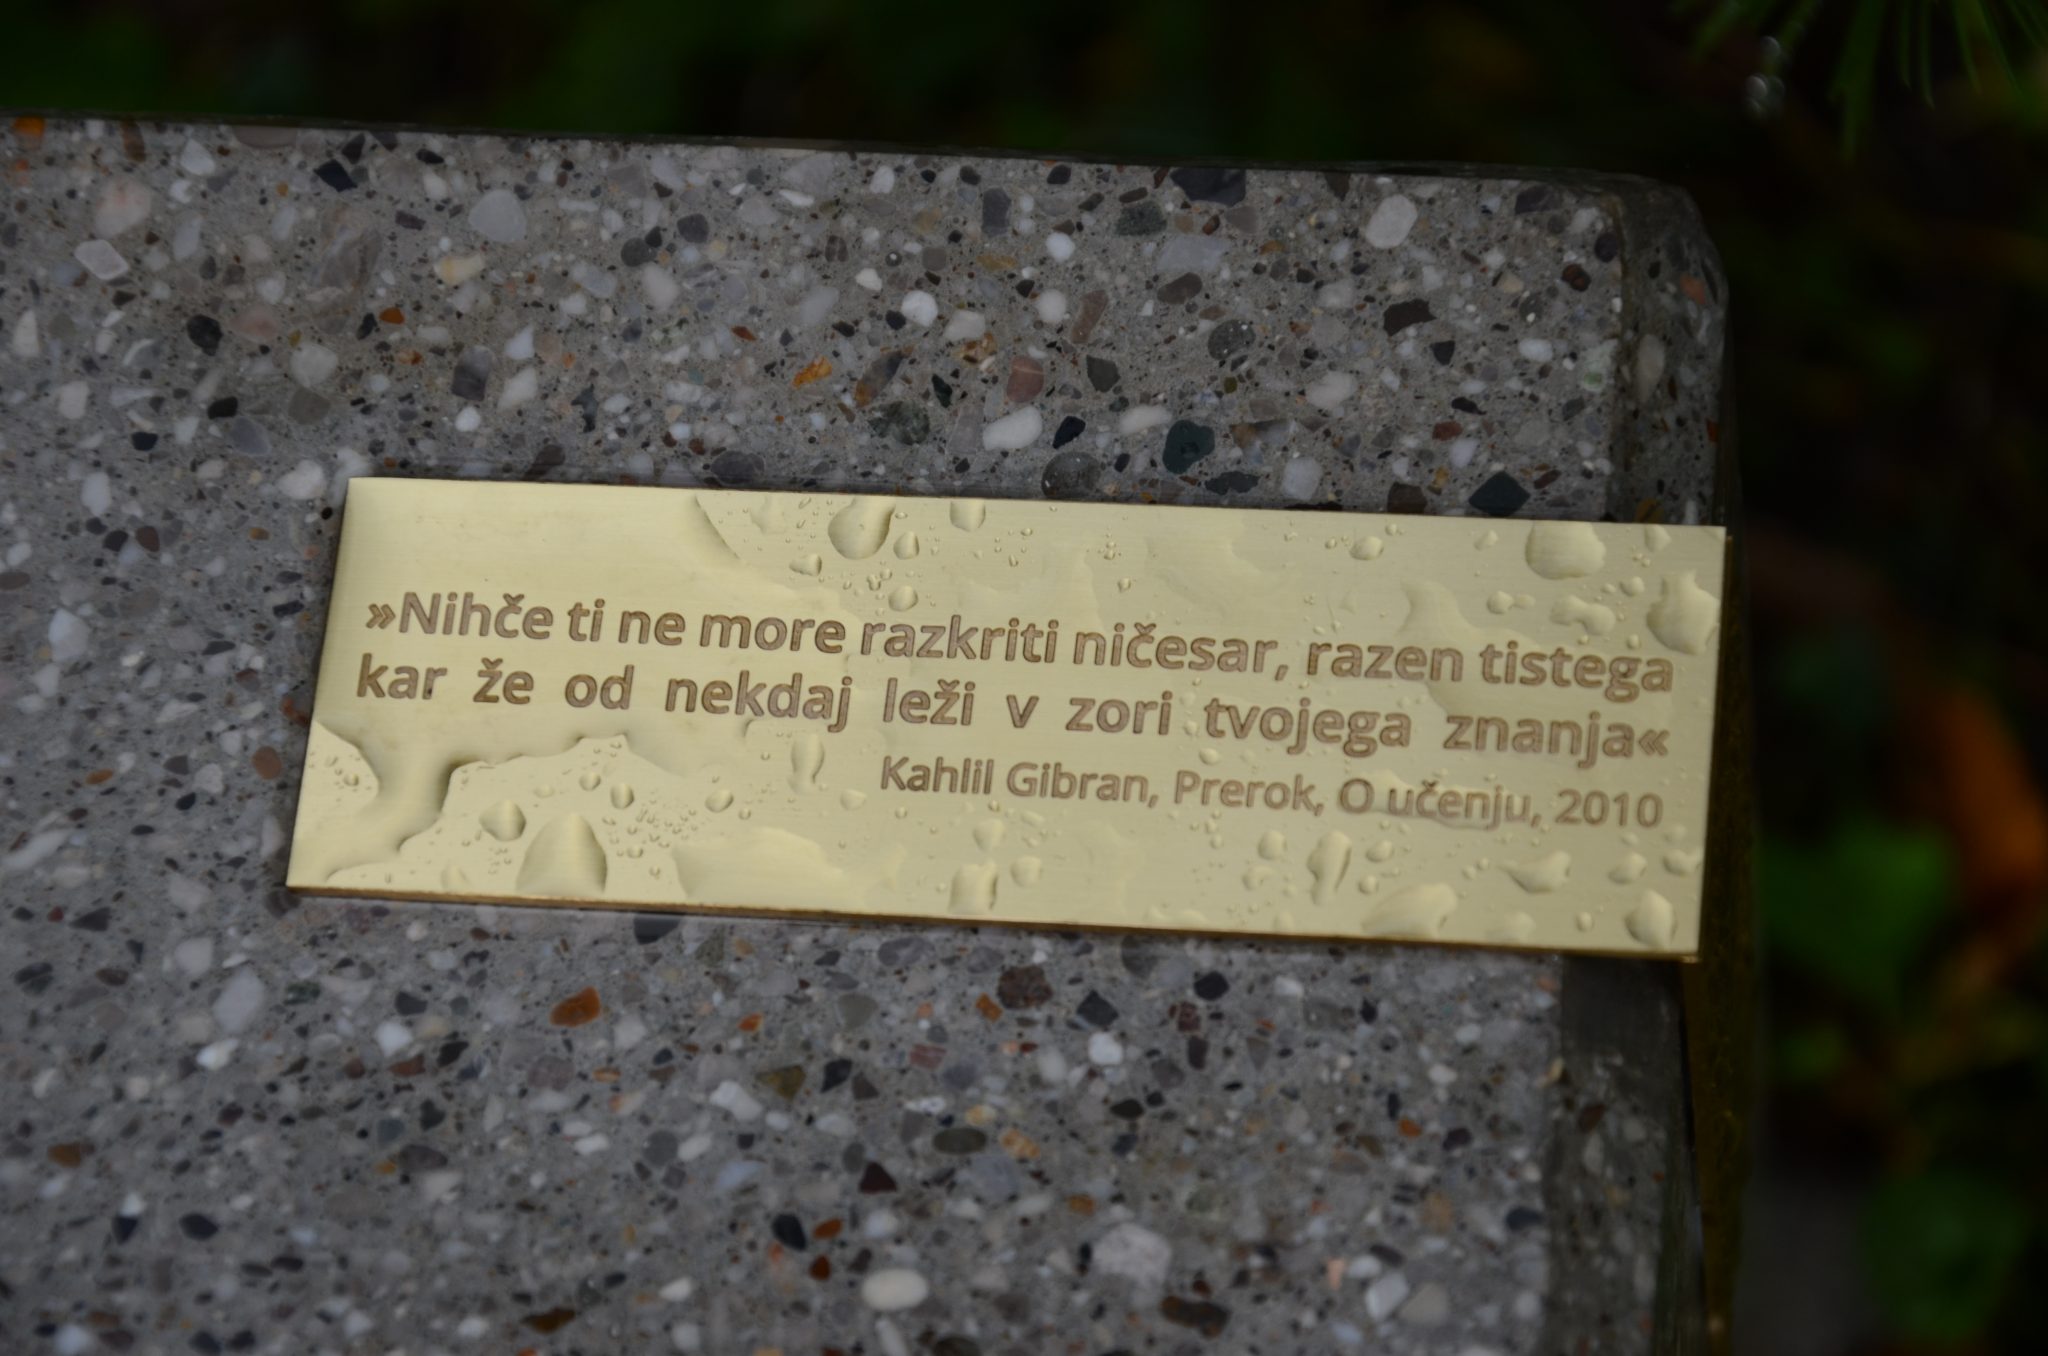 »Nihče ti ne more razkriti ničesar, razen tistega
kar že od nekdaj leži v zori tvojega znanja«
Kahlil Gibran, Prerok, O učenju, 2010